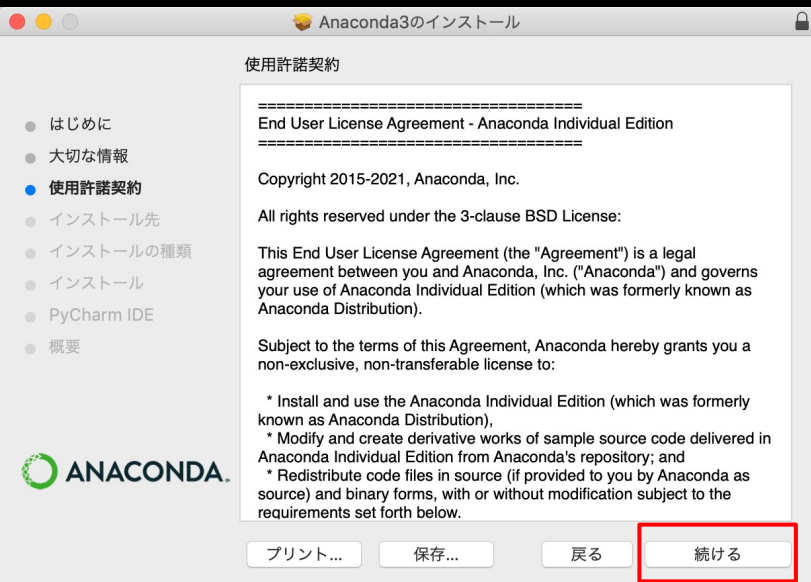 Anaconda3のインストール
使用許諾契約
はじめに
大切な情報
使用許諾契約
インストール先
インストールの種類
インストール
PyCharm IDE
概要
ANACONDA.
===================================
End User License Agreement - Anaconda Individual Edition
===================================
Copyright 2015-2021, Anaconda, Inc.
All rights reserved under the 3-clause BSD License:
This End User License Agreement (the "Agreement") is a legal
agreement between you and Anaconda, Inc. ("Anaconda") and governs
your use of Anaconda Individual Edition (which was formerly known as
Anaconda Distribution).
Subject to the terms of this Agreement, Anaconda hereby grants you a
non-exclusive, non-transferable license to:
* Install and use the Anaconda Individual Edition (which was formerly
known as Anaconda Distribution),
* Modify and create derivative works of sample source code delivered in
Anaconda Individual Edition from Anaconda's repository; and
* Redistribute code files in source (if provided to you by Anaconda as
source) and binary forms, with or without modification subject to the
requirements set forth below.
プリント... 保存... 戻る 続ける